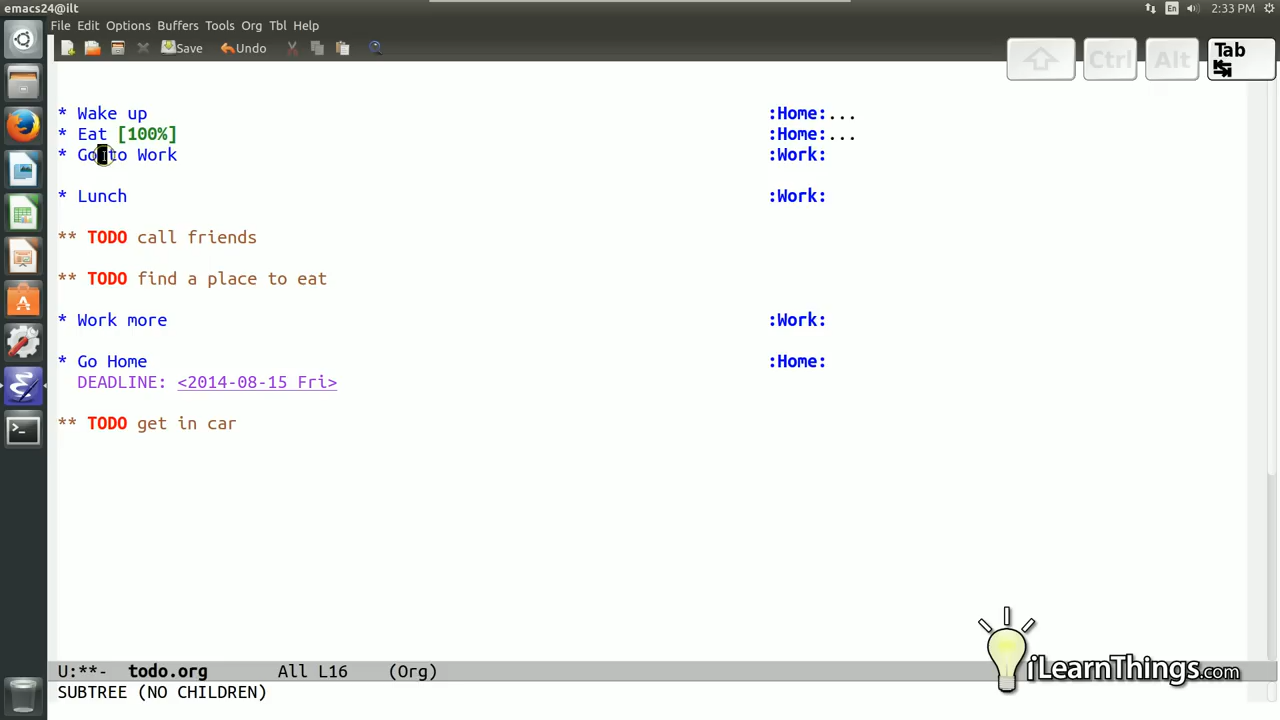 emacs24@ilt
En 2:33 PM
File Edit Options Buffers Tools Org Tbl Help
Save Undo
Ctrl Alt Tab
* Wake up :Home:...
* Eat [100%] :Home:...
* Go to Work :Work:
* Lunch :Work:
** TODO call friends
** TODO find a place to eat
* Work more :Work:
* Go Home :Home:
DEADLINE: <2014-08-15 Fri>
** TODO get in car
iLearnThings.com
U:**- todo.org All L16 (Org)
SUBTREE (NO CHILDREN)